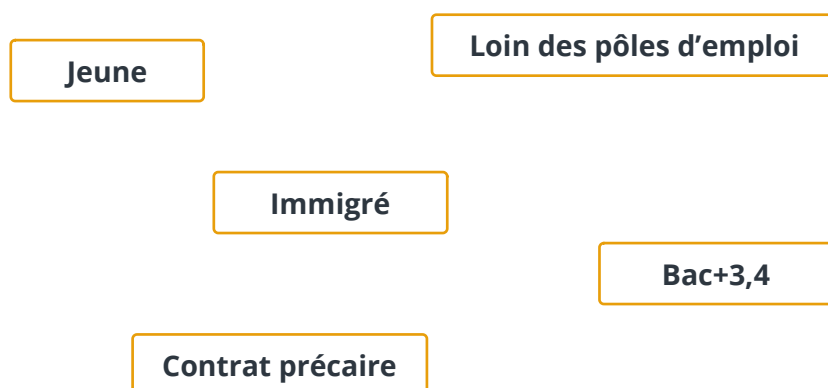 Loin des pôles d’emploi
Jeune
Immigré
Bac+3,4
Contrat précaire